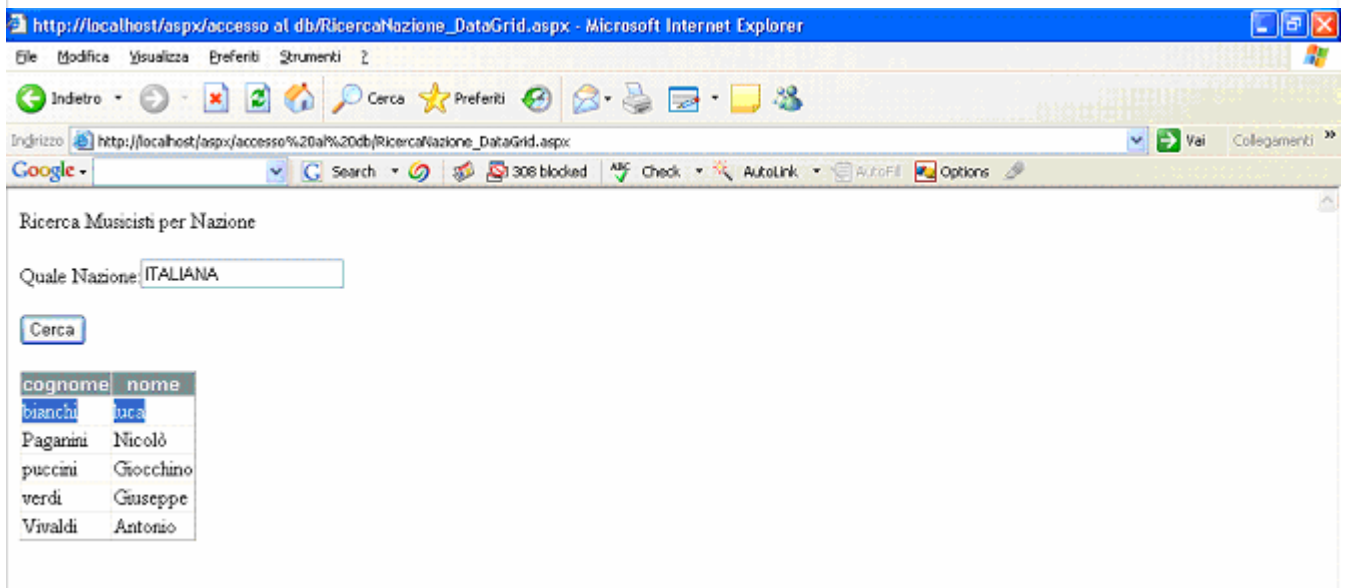 http://localhost/aspx/accesso al db/RicercaNazione_DataGrid.aspx - Microsoft Internet Explorer
File Modifica Visualizza Preferiti Strumenti ?
Indietro Cerca Preferiti
Indirizzo http://localhost/aspx/accesso%20al%20db/RicercaNazione_DataGrid.aspx Vai Collegamenti »
Google Search 308 blocked ABC Check AutoLink AutoFill Options
Ricerca Musicisti per Nazione
Quale Nazione: ITALIANA
Cerca
cognome nome
bianchi luca
Paganini Nicolò
puccini Giocchino
verdi Giuseppe
Vivaldi Antonio